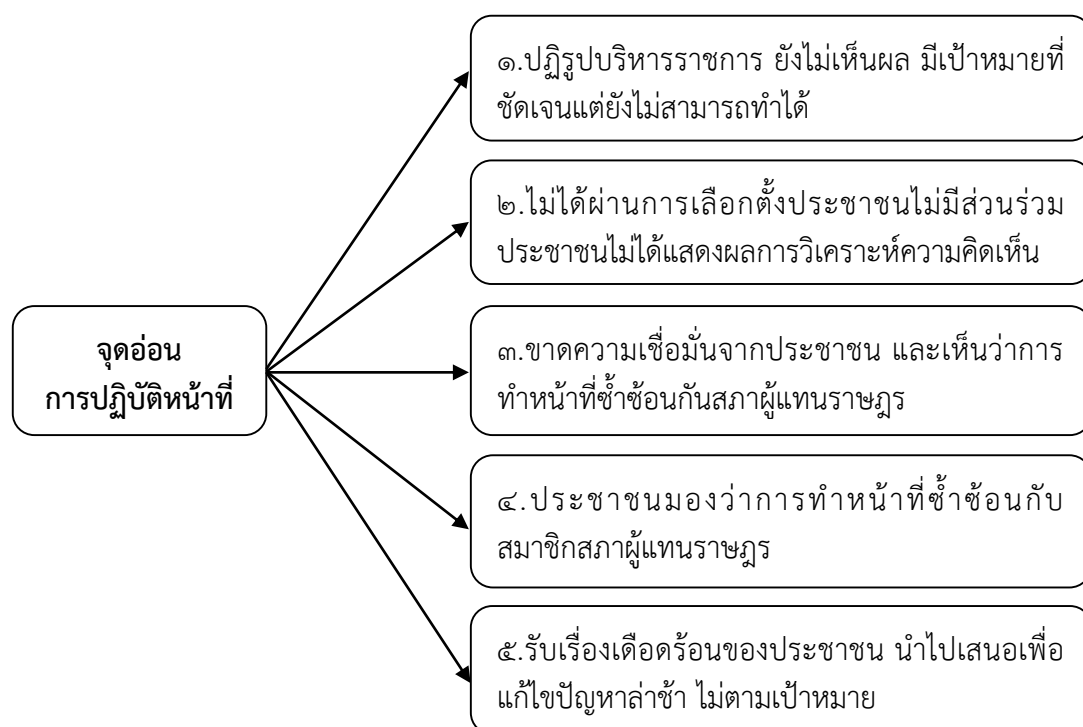 ๑.ปฏิรูปบริหารราชการ ยังไม่เห็นผล มีเป้าหมายที่
ชัดเจนแต่ยังไม่สามารถทำได้
๒.ไม่ได้ผ่านการเลือกตั้งประชาชนไม่มีส่วนร่วม
ประชาชนไม่ได้แสดงผลการวิเคราะห์ความคิดเห็น
จุดอ่อน
การปฏิบัติหน้าที่
๓.ขาดความเชื่อมั่นจากประชาชน และเห็นว่าการ
ทำหน้าที่ซ้ำซ้อนกันสภาผู้แทนราษฎร
๔.ประชาชนมองว่าการทำหน้าที่ซ้ำซ้อนกับ
สมาชิกสภาผู้แทนราษฎร
๕.รับเรื่องเดือดร้อนของประชาชน นำไปเสนอเพื่อ
แก้ไขปัญหาล่าช้า ไม่ตามเป้าหมาย